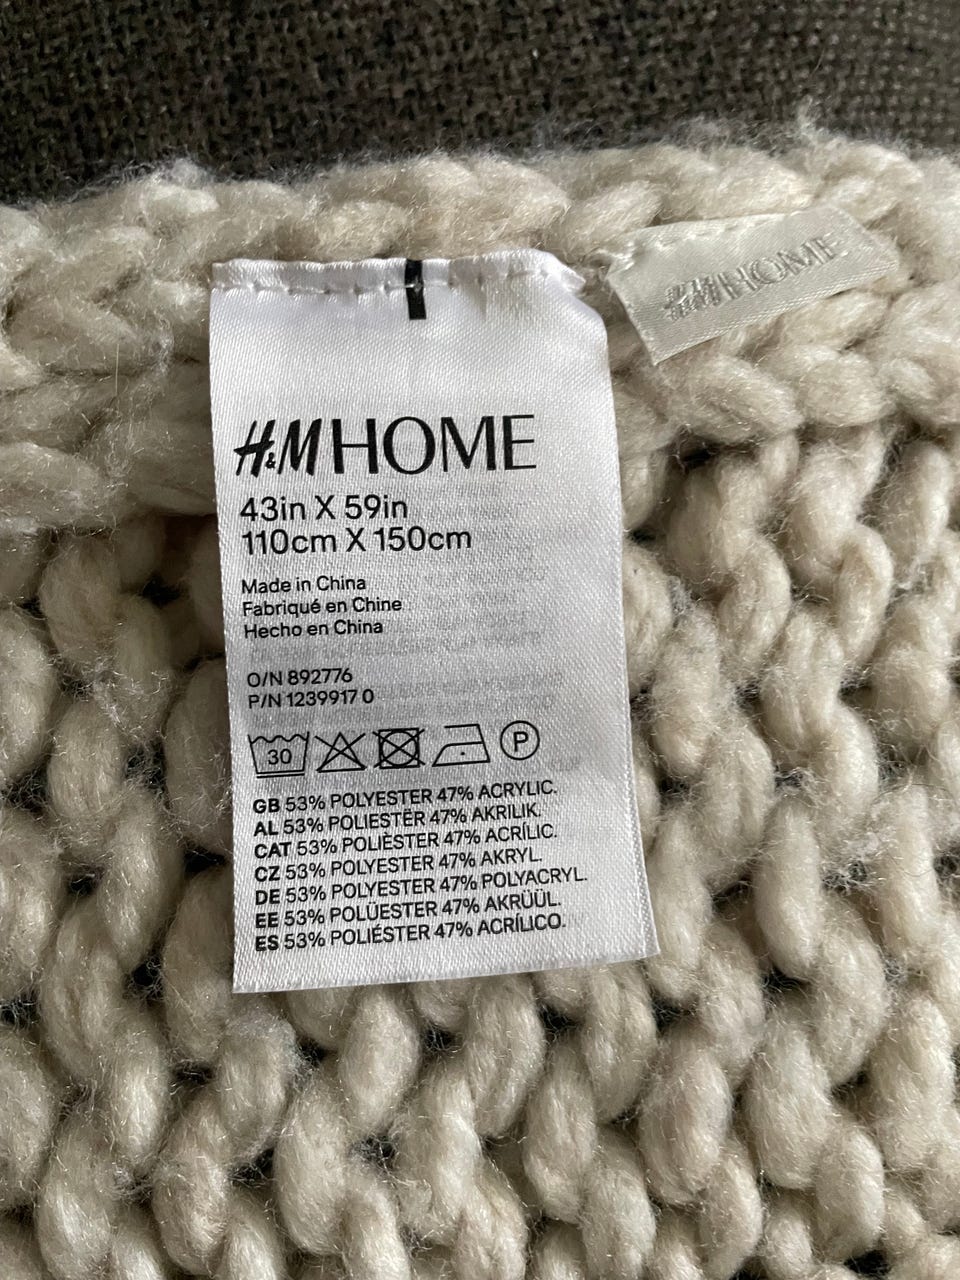 H&M HOME
H&M HOME
43in X 59in
110cm X 150cm
Made in China
Fabriqué en Chine
Hecho en China
O/N 892776
P/N 1239917 0
30 P
GB 53% POLYESTER 47% ACRYLIC.
AL 53% POLIESTËR 47% AKRILIK.
CAT 53% POLIÈSTER 47% ACRÍLIC.
CZ 53% POLYESTER 47% AKRYL.
DE 53% POLYESTER 47% POLYACRYL.
EE 53% POLÜESTER 47% AKRÜÜL.
ES 53% POLIÉSTER 47% ACRÍLICO.